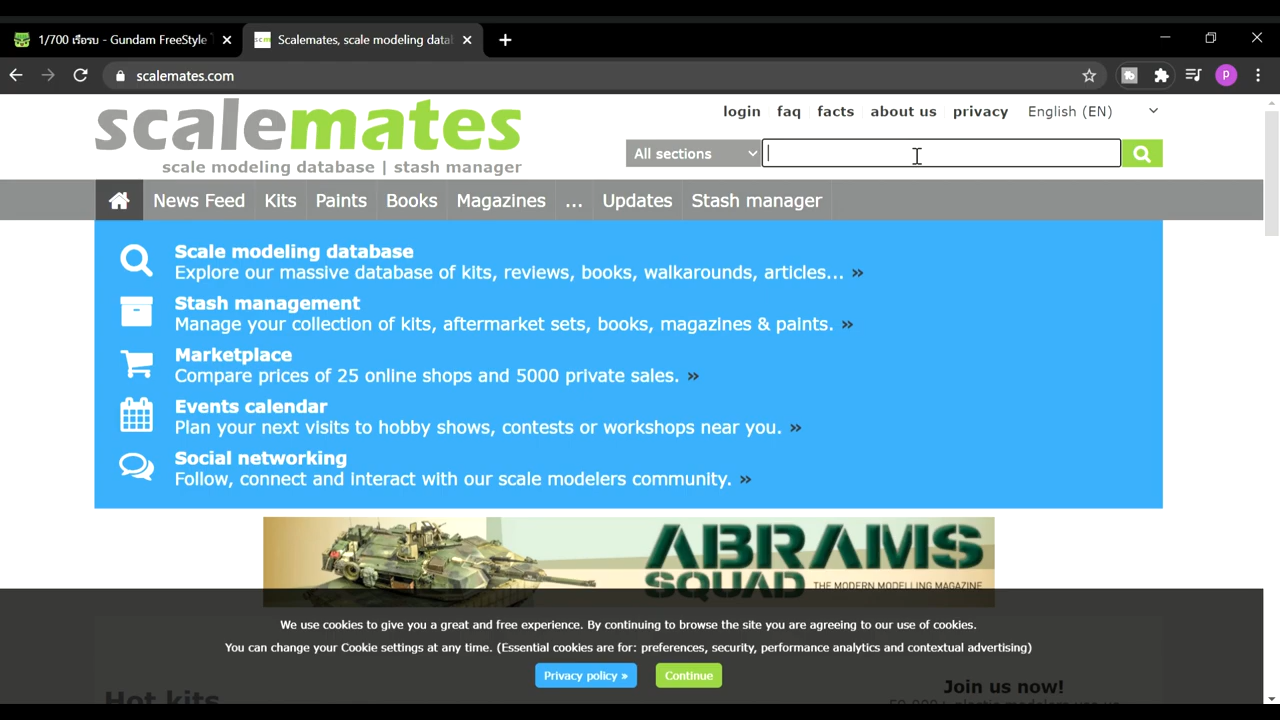 1/700 เรือรบ - Gundam FreeStyle
Scalemates, scale modeling data
scalemates.com
P
scalemates
scale modeling database | stash manager
login faq facts about us privacy English (EN)
All sections
News Feed Kits Paints Books Magazines ... Updates Stash manager
Scale modeling database
Explore our massive database of kits, reviews, books, walkarounds, articles... »
Stash management
Manage your collection of kits, aftermarket sets, books, magazines & paints. »
Marketplace
Compare prices of 25 online shops and 5000 private sales. »
Events calendar
Plan your next visits to hobby shows, contests or workshops near you. »
Social networking
Follow, connect and interact with our scale modelers community. »
ABRAMS
SQUAD THE MODERN MODELLING MAGAZINE
We use cookies to give you a great and free experience. By continuing to browse the site you are agreeing to our use of cookies.
You can change your Cookie settings at any time. (Essential cookies are for: preferences, security, performance analytics and contextual advertising)
Privacy policy » Continue
Hot kits
Join us now!